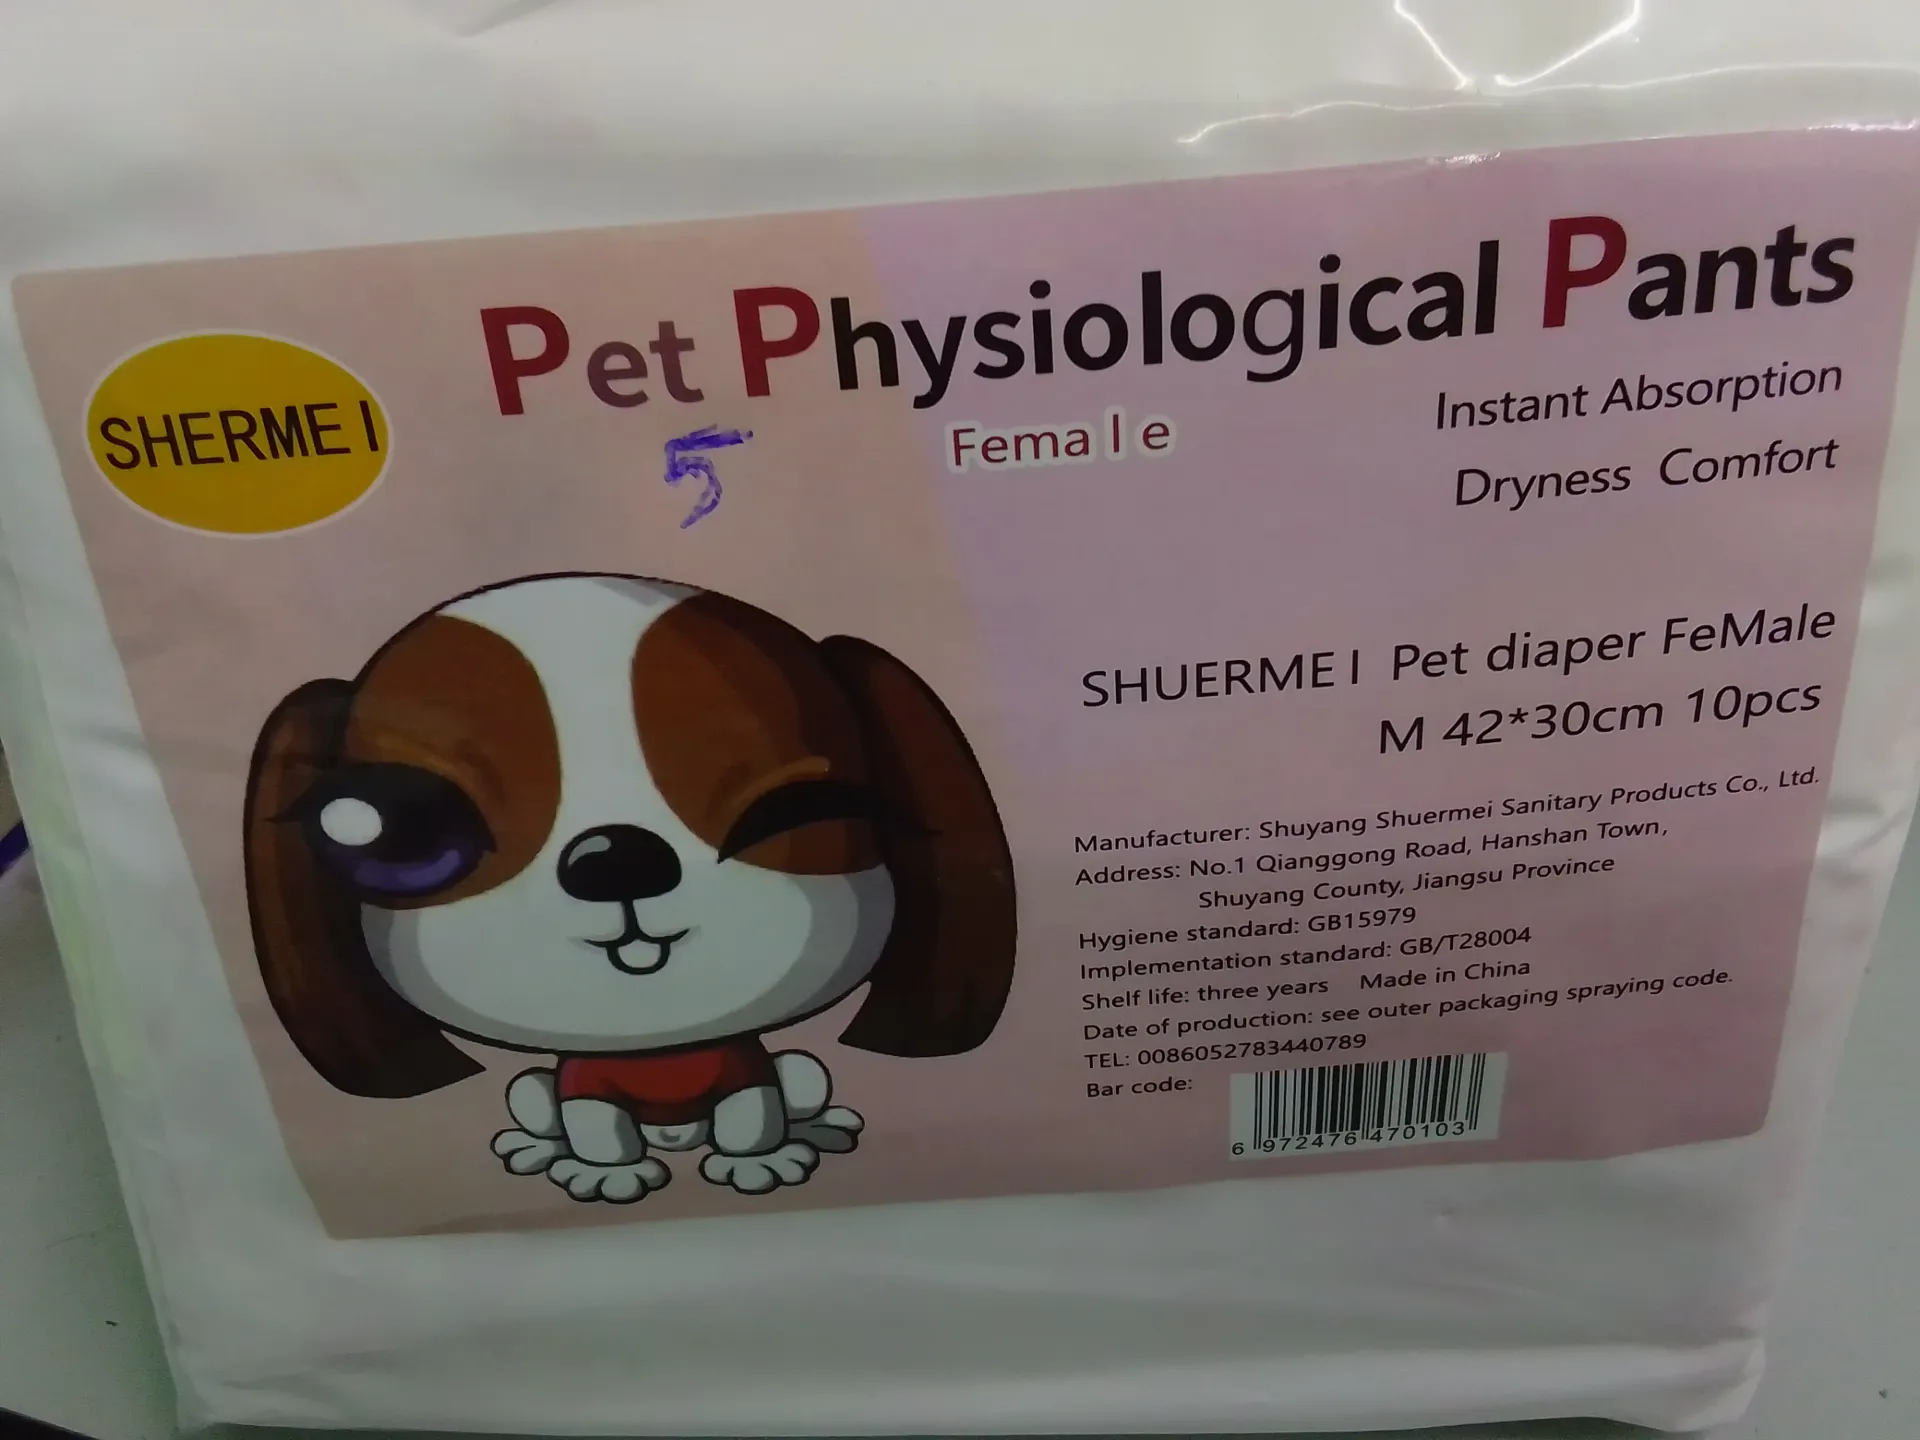 Pet Physiological Pants
SHERMEI
5
Female
Instant Absorption
Dryness Comfort
SHUERMEI Pet diaper FeMale
M 42*30cm 10pcs
Manufacturer: Shuyang Shuermei Sanitary Products Co., Ltd.
Address: No.1 Qianggong Road, Hanshan Town,
Shuyang County, Jiangsu Province
Hygiene standard: GB15979
Implementation standard: GB/T28004
Shelf life: three years Made in China
Date of production: see outer packaging spraying code.
TEL: 0086052783440789
Bar code:
6 972476 470103